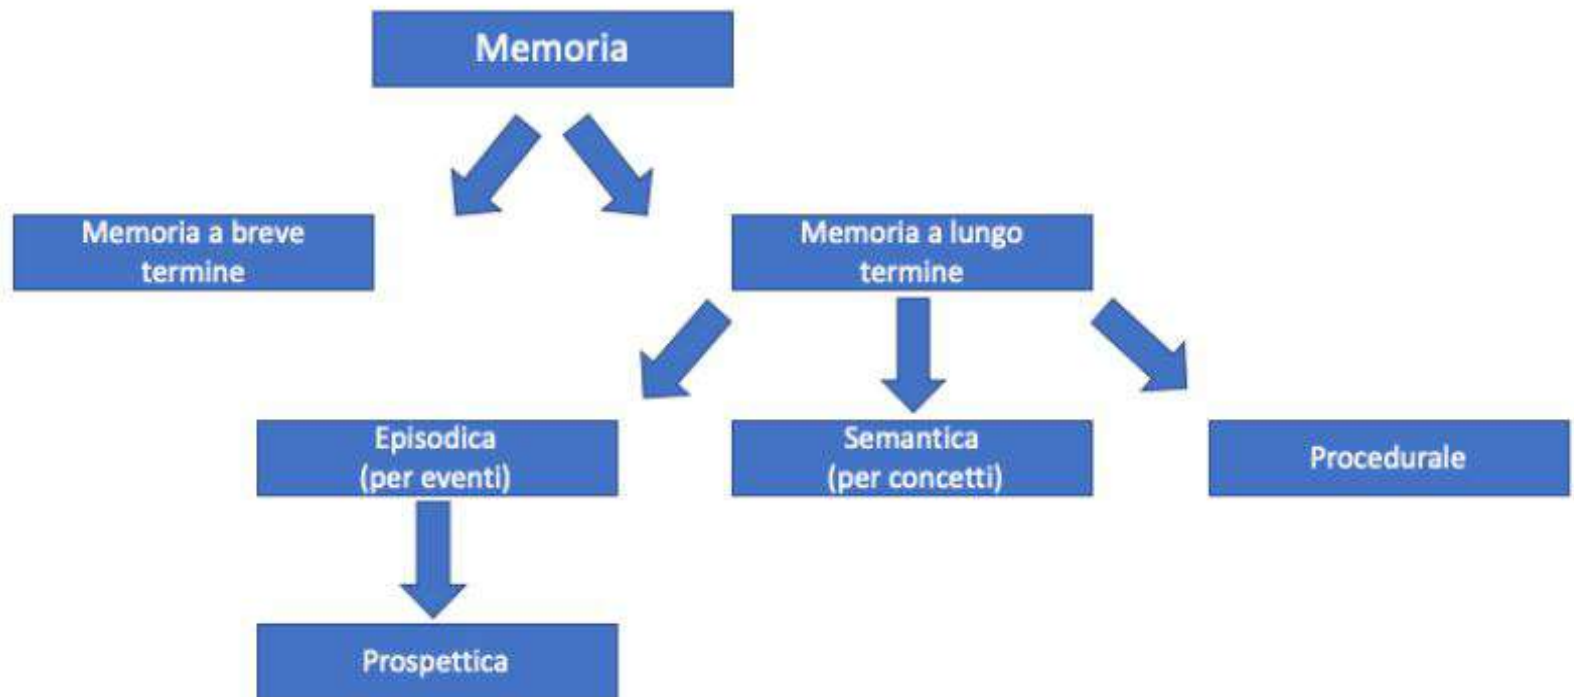 Memoria
Memoria a breve
termine
Memoria a lungo
termine
Episodica
(per eventi)
Semantica
(per concetti)
Procedurale
Prospettica